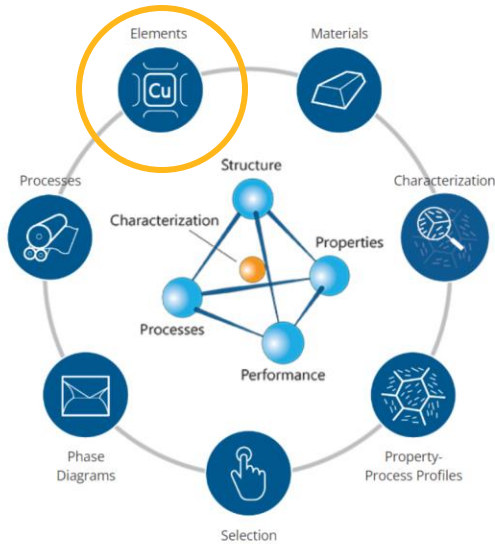 Elements
Materials
Cu
Structure
Processes
Characterization
Characterization
Properties
Processes
Performance
Phase
Diagrams
Property-
Process Profiles
Selection